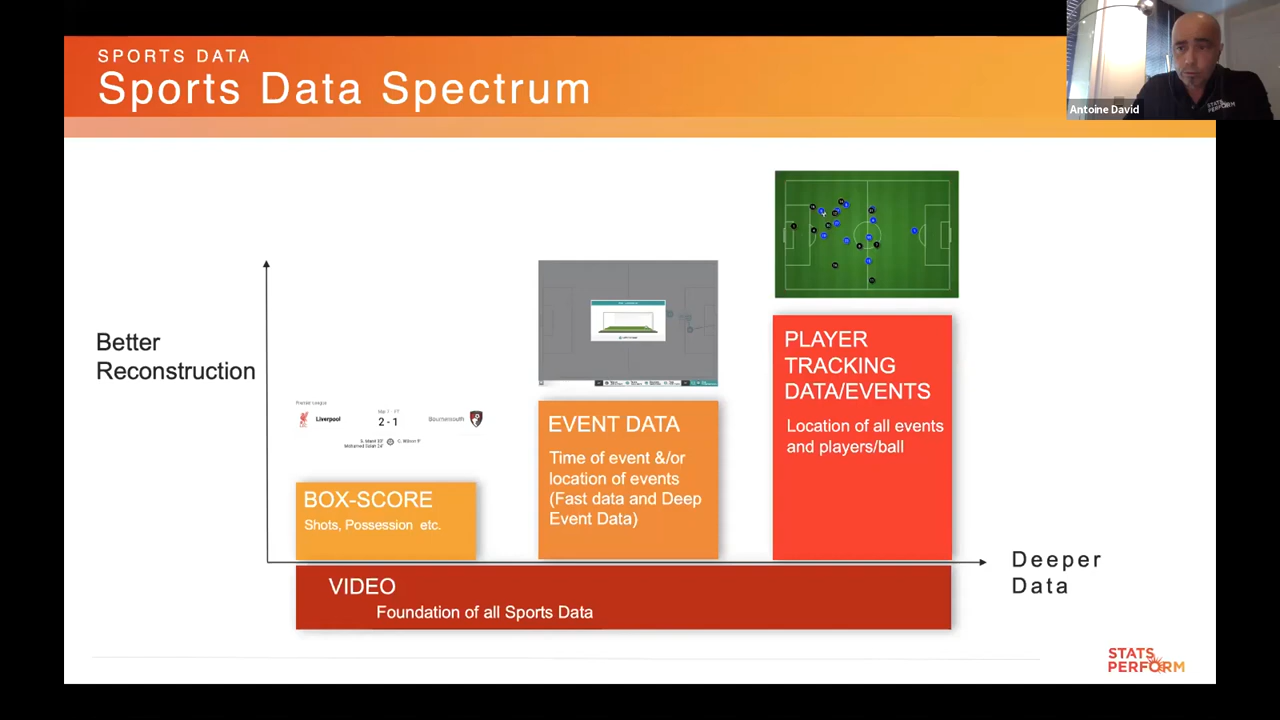 SPORTS DATA
Sports Data Spectrum
Antoine David
STATS
PERFORM
Better
Reconstruction
Premier League
Liverpool
2 - 1
Bournemouth
BOX-SCORE
Shots, Possession etc.
EVENT DATA
Time of event &/or
location of events
(Fast data and Deep
Event Data)
PLAYER
TRACKING
DATA/EVENTS
Location of all events
and players/ball
Deeper
Data
VIDEO
Foundation of all Sports Data
STATS
PERFORM